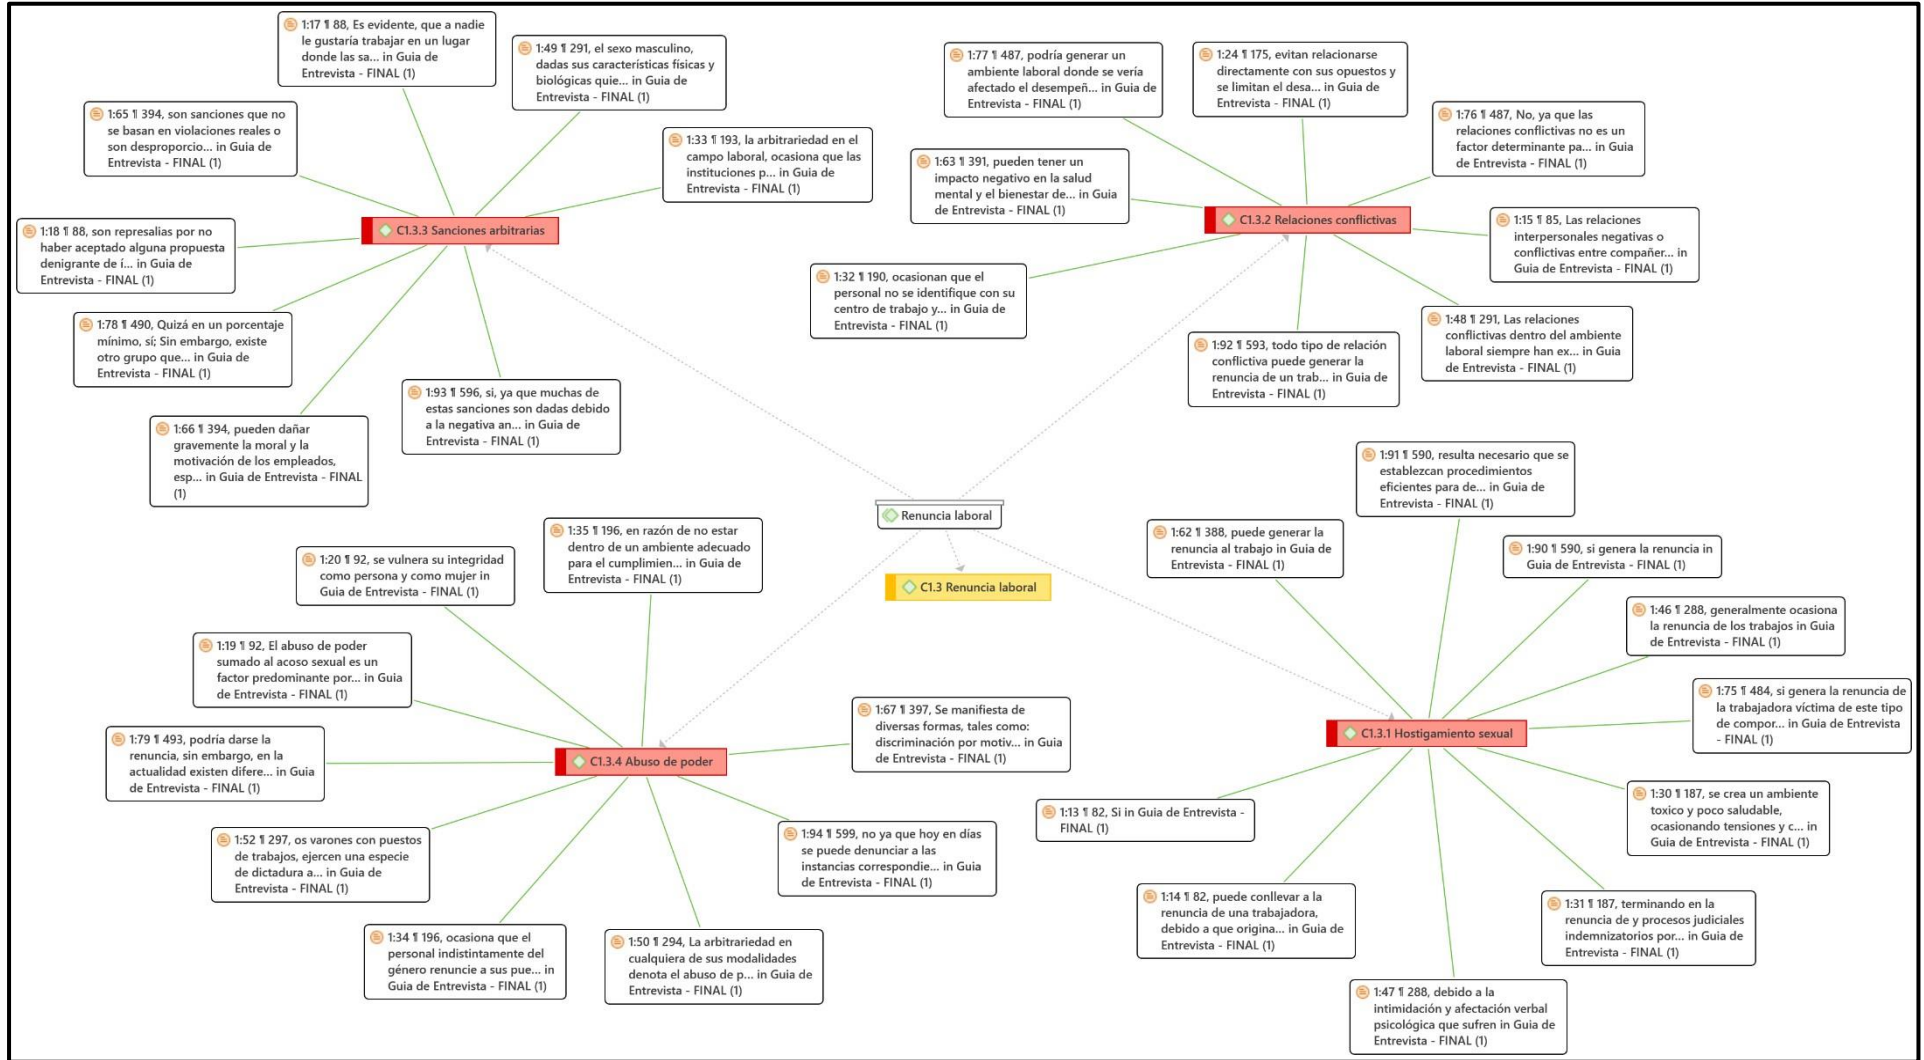 1:17 ¶ 88, Es evidente, que a nadie
le gustaría trabajar en un lugar
donde las sa... in Guia de
Entrevista - FINAL (1)
1:49 ¶ 291, el sexo masculino,
dadas sus características físicas y
biológicas quie... in Guia de
Entrevista - FINAL (1)
1:65 ¶ 394, son sanciones que no
se basan en violaciones reales o
son desproporcio... in Guia de
Entrevista - FINAL (1)
1:33 ¶ 193, la arbitrariedad en el
campo laboral, ocasiona que las
instituciones p... in Guia de
Entrevista - FINAL (1)
C1.3.3 Sanciones arbitrarias
1:18 ¶ 88, son represalias por no
haber aceptado alguna propuesta
denigrante de í... in Guia de
Entrevista - FINAL (1)
1:78 ¶ 490, Quizá en un porcentaje
mínimo, sí; Sin embargo, existe
otro grupo que... in Guia de
Entrevista - FINAL (1)
1:93 ¶ 596, si, ya que muchas de
estas sanciones son dadas debido
a la negativa an... in Guia de
Entrevista - FINAL (1)
1:66 ¶ 394, pueden dañar
gravemente la moral y la
motivación de los empleados,
esp... in Guia de Entrevista - FINAL
(1)
1:77 ¶ 487, podría generar un
ambiente laboral donde se vería
afectado el desempeñ... in Guia de
Entrevista - FINAL (1)
1:24 ¶ 175, evitan relacionarse
directamente con sus opuestos y
se limitan el desa... in Guia de
Entrevista - FINAL (1)
1:76 ¶ 487, No, ya que las
relaciones conflictivas no es un
factor determinante pa... in Guia
de Entrevista - FINAL (1)
1:63 ¶ 391, pueden tener un
impacto negativo en la salud
mental y el bienestar de... in Guia
de Entrevista - FINAL (1)
C1.3.2 Relaciones conflictivas
1:15 ¶ 85, Las relaciones
interpersonales negativas o
conflictivas entre compañer... in
Guia de Entrevista - FINAL (1)
1:32 ¶ 190, ocasionan que el
personal no se identifique con su
centro de trabajo y... in Guia de
Entrevista - FINAL (1)
1:92 ¶ 593, todo tipo de relación
conflictiva puede generar la
renuncia de un trab... in Guia de
Entrevista - FINAL (1)
1:48 ¶ 291, Las relaciones
conflictivas dentro del ambiente
laboral siempre han ex... in Guia
de Entrevista - FINAL (1)
Renuncia laboral
C1.3 Renuncia laboral
1:35 ¶ 196, en razón de no estar
dentro de un ambiente adecuado
para el cumplimien... in Guia de
Entrevista - FINAL (1)
1:20 ¶ 92, se vulnera su integridad
como persona y como mujer in
Guia de Entrevista - FINAL (1)
1:19 ¶ 92, El abuso de poder
sumado al acoso sexual es un
factor predominante por... in Guia
de Entrevista - FINAL (1)
1:67 ¶ 397, Se manifiesta de
diversas formas, tales como:
discriminación por motiv... in Guia
de Entrevista - FINAL (1)
1:79 ¶ 493, podría darse la
renuncia, sin embargo, en la
actualidad existen difere... in Guia
de Entrevista - FINAL (1)
C1.3.4 Abuso de poder
1:52 ¶ 297, os varones con puestos
de trabajos, ejercen una especie
de dictadura a... in Guia de
Entrevista - FINAL (1)
1:94 ¶ 599, no ya que hoy en días
se puede denunciar a las
instancias correspondie... in Guia
de Entrevista - FINAL (1)
1:34 ¶ 196, ocasiona que el
personal indistintamente del
género renuncie a sus pue... in
Guia de Entrevista - FINAL (1)
1:50 ¶ 294, La arbitrariedad en
cualquiera de sus modalidades
denota el abuso de p... in Guia de
Entrevista - FINAL (1)
1:91 ¶ 590, resulta necesario que se
establezcan procedimientos
eficientes para de... in Guia de
Entrevista - FINAL (1)
1:62 ¶ 388, puede generar la
renuncia al trabajo in Guia de
Entrevista - FINAL (1)
1:90 ¶ 590, si genera la renuncia in
Guia de Entrevista - FINAL (1)
1:46 ¶ 288, generalmente ocasiona
la renuncia de los trabajos in Guia
de Entrevista - FINAL (1)
1:75 ¶ 484, si genera la renuncia de
la trabajadora víctima de este tipo
de compor... in Guia de Entrevista
- FINAL (1)
C1.3.1 Hostigamiento sexual
1:13 ¶ 82, Si in Guia de Entrevista -
FINAL (1)
1:30 ¶ 187, se crea un ambiente
toxico y poco saludable,
ocasionando tensiones y c... in
Guia de Entrevista - FINAL (1)
1:14 ¶ 82, puede conllevar a la
renuncia de una trabajadora,
debido a que origina... in Guia de
Entrevista - FINAL (1)
1:31 ¶ 187, terminando en la
renuncia de y procesos judiciales
indemnizatorios por... in Guia de
Entrevista - FINAL (1)
1:47 ¶ 288, debido a la
intimidación y afectación verbal
psicológica que sufren in Guia de
Entrevista - FINAL (1)